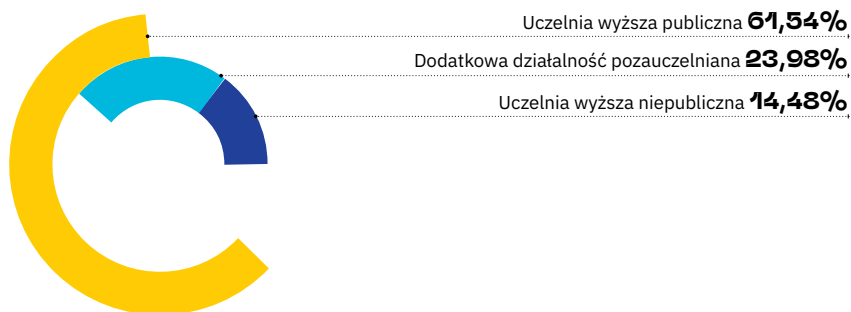 Uczelnia wyższa publiczna 61,54%
Dodatkowa działalność pozauczelniana 23,98%
Uczelnia wyższa niepubliczna 14,48%